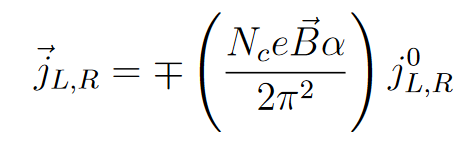 $\vec{j}_{L,R} = \mp \left( \frac{N_c e \vec{B} \alpha}{2\pi^2} \right) j^0_{L,R}$